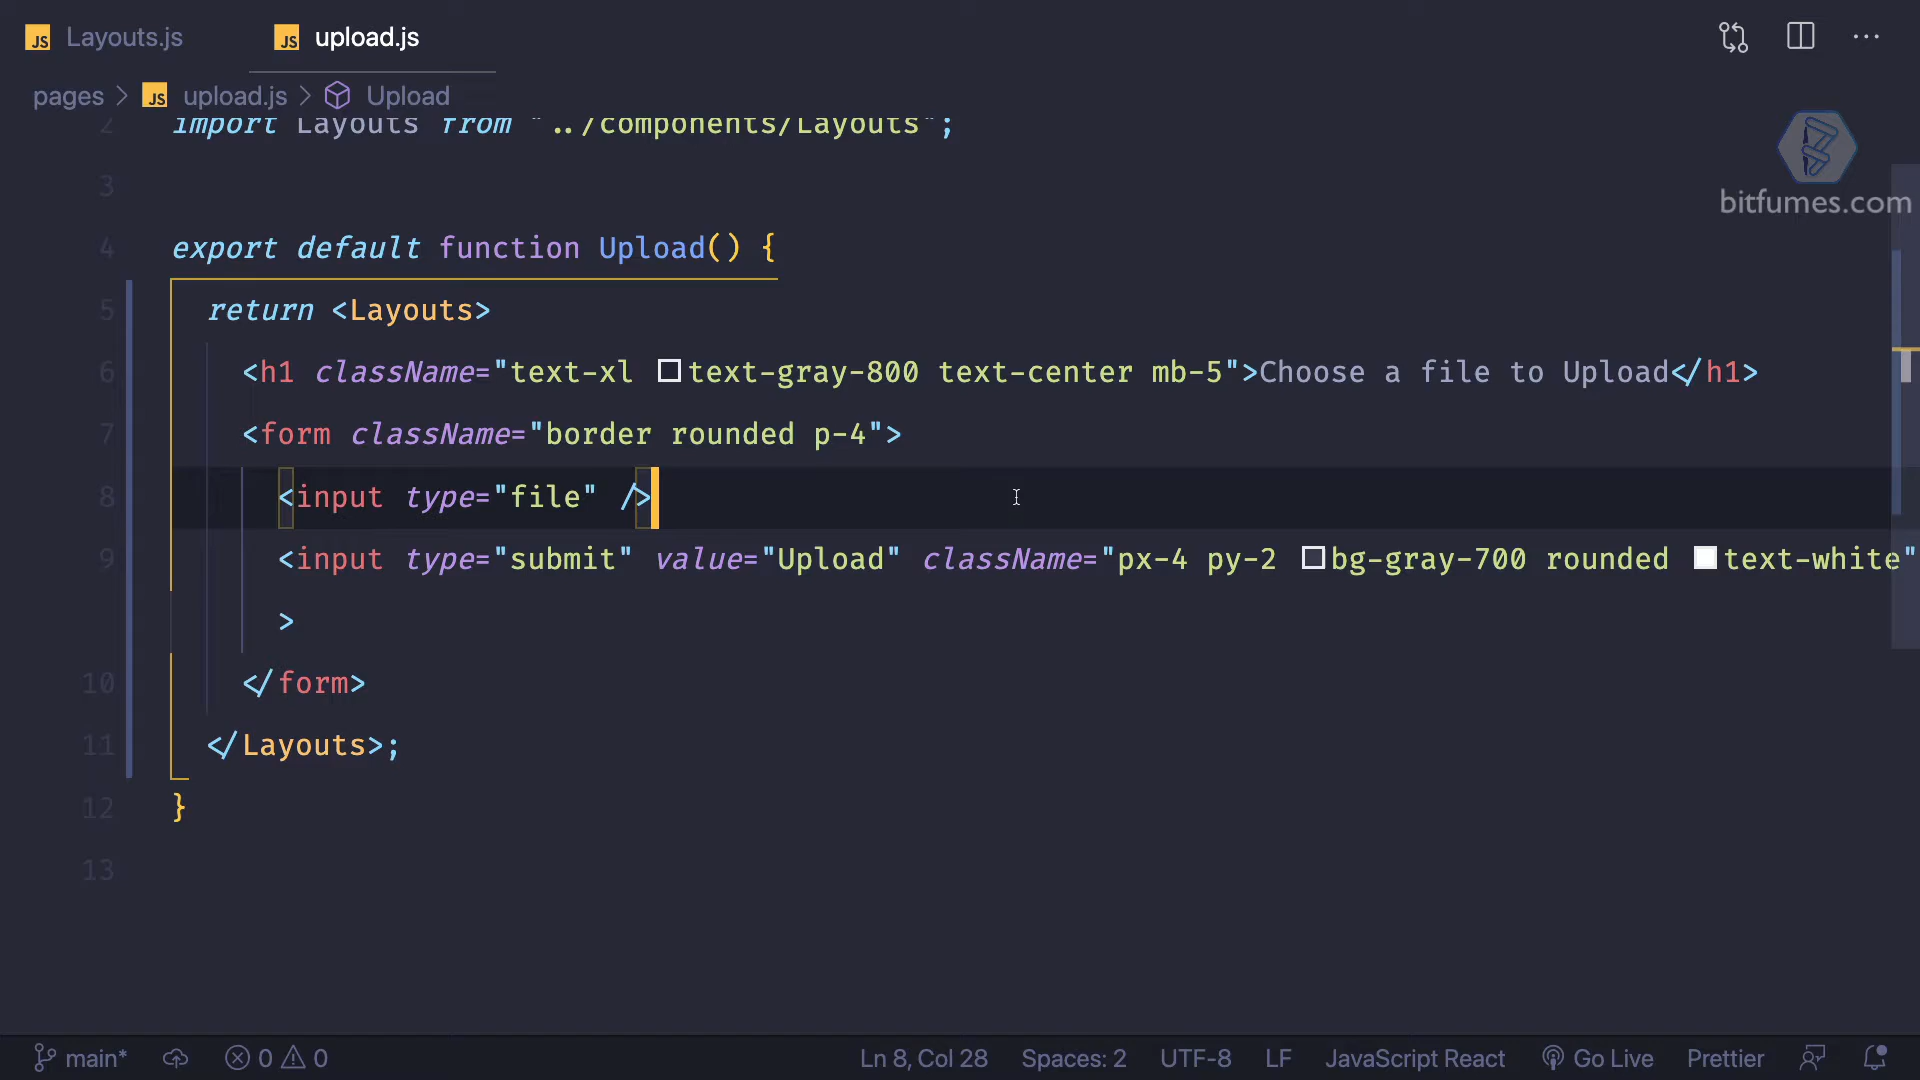 JS Layouts.js
JS upload.js
pages > JS upload.js > Upload
2 import Layouts from "../components/Layouts";
bitfumes.com
3
4 export default function Upload() {
5 return <Layouts>
6 <h1 className="text-xl text-gray-800 text-center mb-5">Choose a file to Upload</h1>
7 <form className="border rounded p-4">
8 <input type="file" />
9 <input type="submit" value="Upload" className="px-4 py-2 bg-gray-700 rounded text-white"
>
10 </form>
11 </Layouts>;
12 }
13
main* 0 0 Ln 8, Col 28 Spaces: 2 UTF-8 LF JavaScript React Go Live Prettier